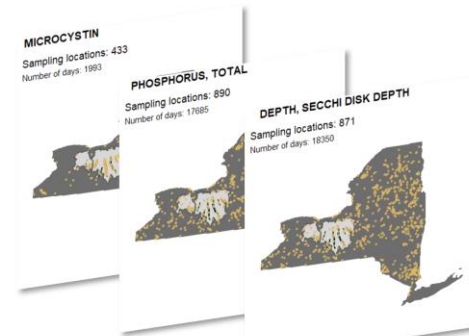 MICROCYSTIN
Sampling locations: 433
Number of days: 1993
PHOSPHORUS, TOTAL
Sampling locations: 890
Number of days: 17685
DEPTH, SECCHI DISK DEPTH
Sampling locations: 871
Number of days: 18350